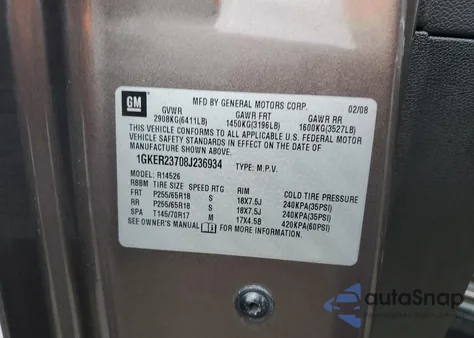 GM
MFD BY GENERAL MOTORS CORP. 02/08
GVWR GAWR FRT GAWR RR
2908KG(6411LB) 1450KG(3196LB) 1600KG(3527LB)
THIS VEHICLE CONFORMS TO ALL APPLICABLE U.S. FEDERAL MOTOR
VEHICLE SAFETY STANDARDS IN EFFECT ON THE DATE OF
MANUFACTURE SHOWN ABOVE.
1GKER23708J236934 TYPE: M.P.V.
MODEL: R14526
RBBM TIRE SIZE SPEED RTG RIM COLD TIRE PRESSURE
FRT P255/65R18 S 18X7.5J 240KPA(35PSI)
RR P255/65R18 S 18X7.5J 240KPA(35PSI)
SPA T145/70R17 M 17X4.5B 420KPA(60PSI)
SEE OWNER'S MANUAL FOR MORE INFORMATION.
autoSnap